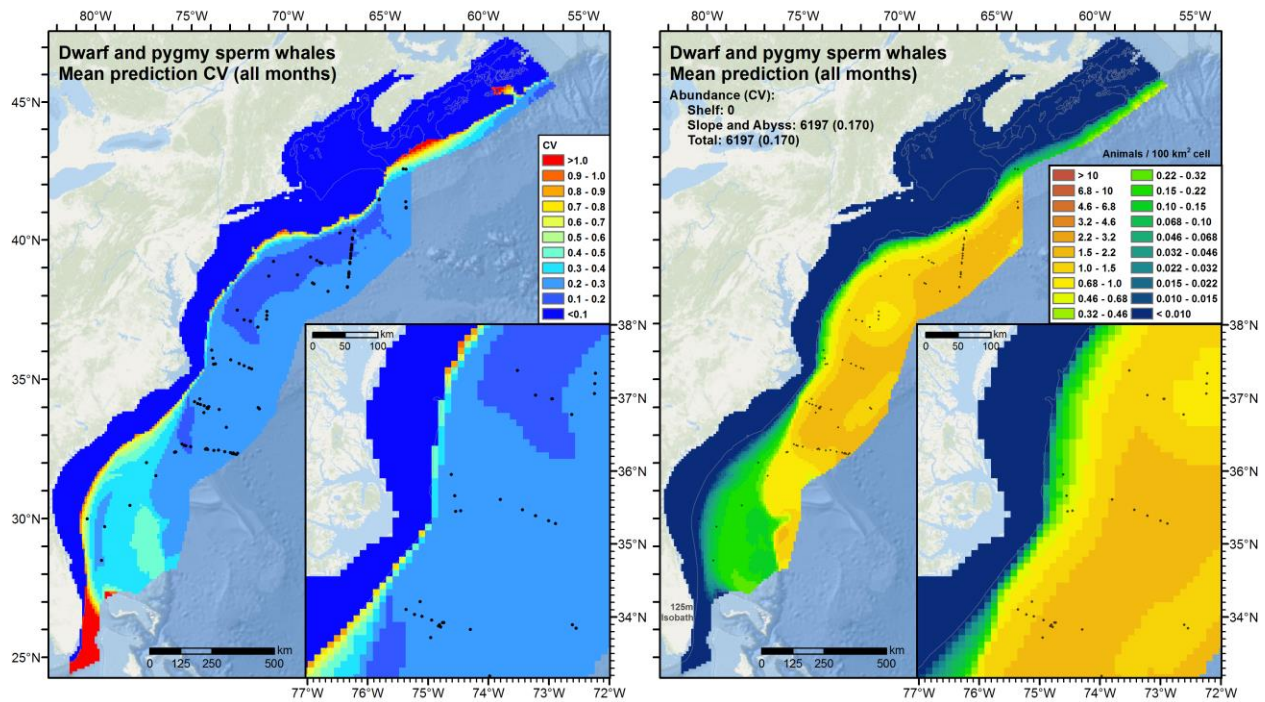 80°W 75°W 70°W 65°W 60°W 55°W
Dwarf and pygmy sperm whales
Mean prediction CV (all months)
45°N
40°N
35°N
30°N
25°N
CV
>1.0
0.9 - 1.0
0.8 - 0.9
0.7 - 0.8
0.6 - 0.7
0.5 - 0.6
0.4 - 0.5
0.3 - 0.4
0.2 - 0.3
0.1 - 0.2
<0.1
km
0 50 100
38°N
37°N
36°N
35°N
34°N
km
0 125 250 500
77°W 76°W 75°W 74°W 73°W 72°W
80°W 75°W 70°W 65°W 60°W 55°W
Dwarf and pygmy sperm whales
Mean prediction (all months)
Abundance (CV):
Shelf: 0
Slope and Abyss: 6197 (0.170)
Total: 6197 (0.170)
45°N
40°N
35°N
30°N
25°N
Animals / 100 km² cell
> 10 0.22 - 0.32
6.8 - 10 0.15 - 0.22
4.6 - 6.8 0.10 - 0.15
3.2 - 4.6 0.068 - 0.10
2.2 - 3.2 0.046 - 0.068
1.5 - 2.2 0.032 - 0.046
1.0 - 1.5 0.022 - 0.032
0.68 - 1.0 0.015 - 0.022
0.46 - 0.68 0.010 - 0.015
0.32 - 0.46 < 0.010
km
0 50 100
38°N
37°N
36°N
35°N
34°N
125m
Isobath
km
0 125 250 500
77°W 76°W 75°W 74°W 73°W 72°W